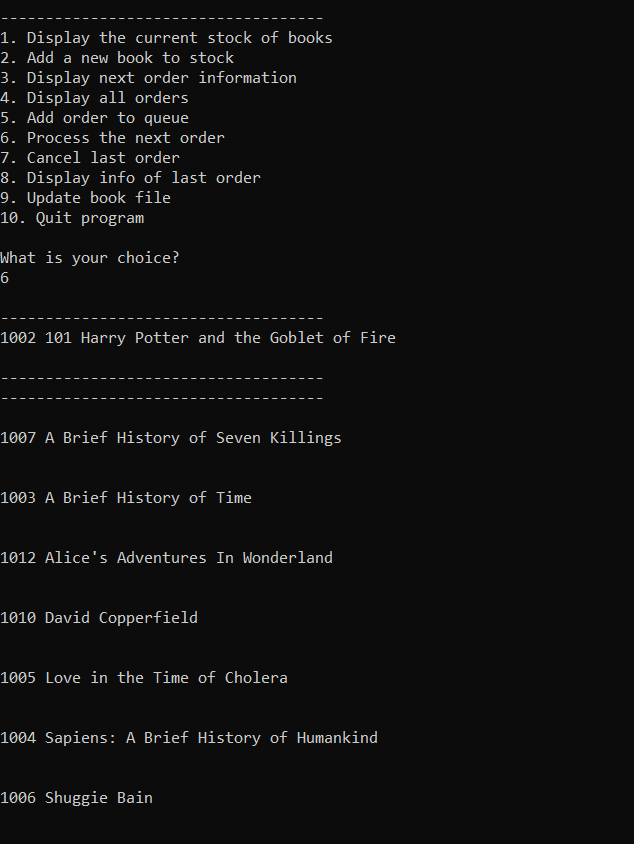 ------------------------------------
1. Display the current stock of books
2. Add a new book to stock
3. Display next order information
4. Display all orders
5. Add order to queue
6. Process the next order
7. Cancel last order
8. Display info of last order
9. Update book file
10. Quit program
What is your choice?
6
------------------------------------
1002 101 Harry Potter and the Goblet of Fire
------------------------------------
------------------------------------
1007 A Brief History of Seven Killings
1003 A Brief History of Time
1012 Alice's Adventures In Wonderland
1010 David Copperfield
1005 Love in the Time of Cholera
1004 Sapiens: A Brief History of Humankind
1006 Shuggie Bain